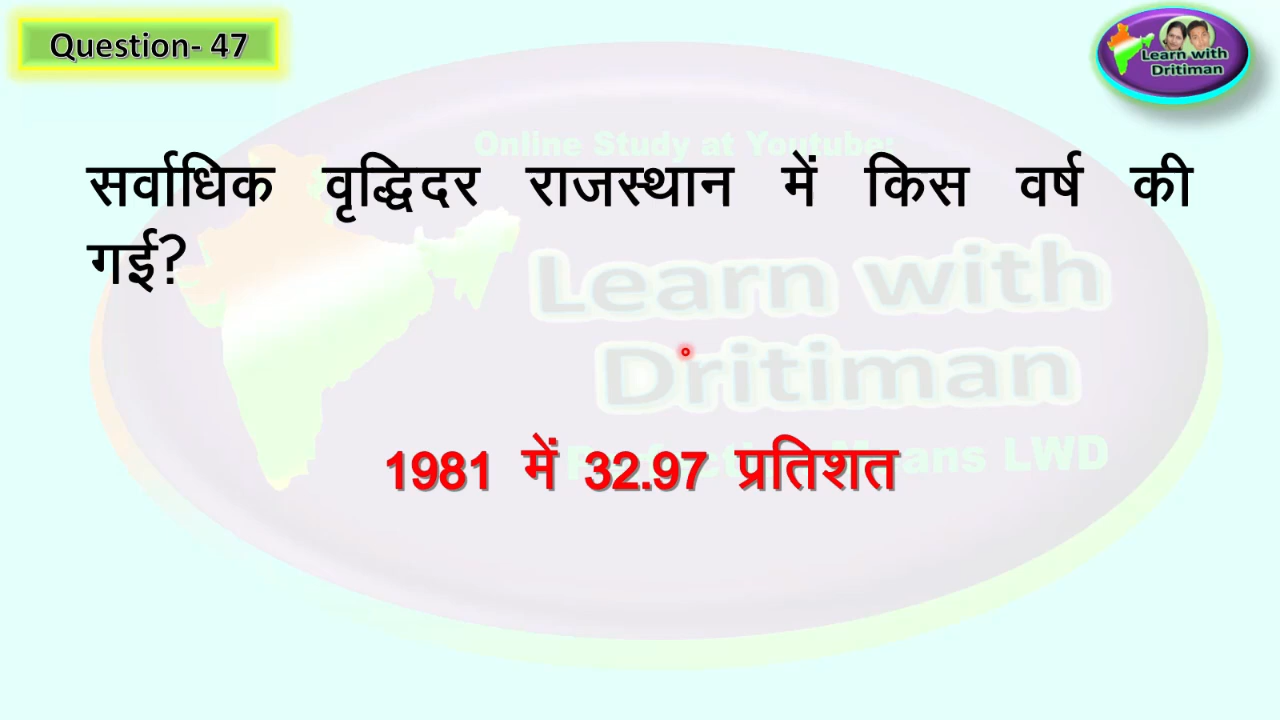 Question- 47
Learn with
Dritiman
Online Study at Youtube:
सर्वाधिक वृद्धिदर राजस्थान में किस वर्ष की
गई?
Learn with
Dritiman
1981 में 32.97 प्रतिशत
LWD